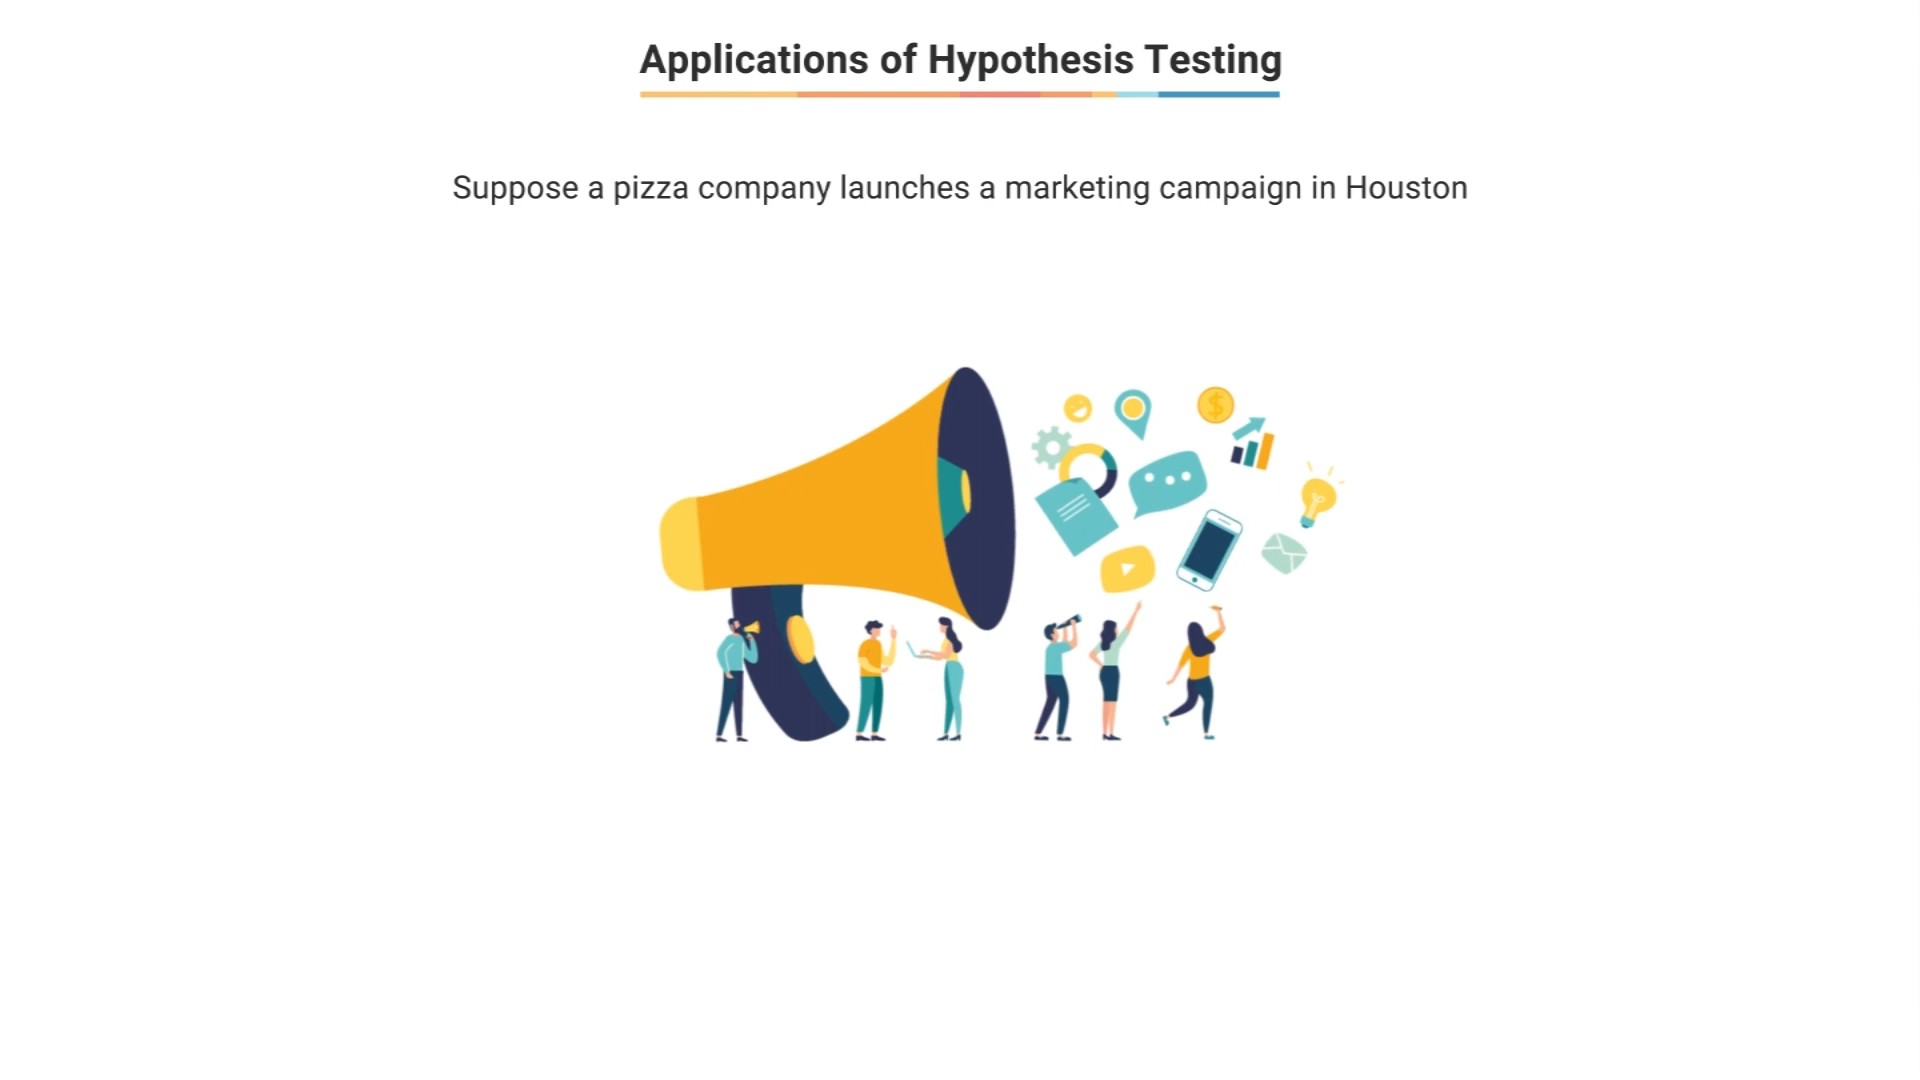 Applications of Hypothesis Testing
Suppose a pizza company launches a marketing campaign in Houston
$